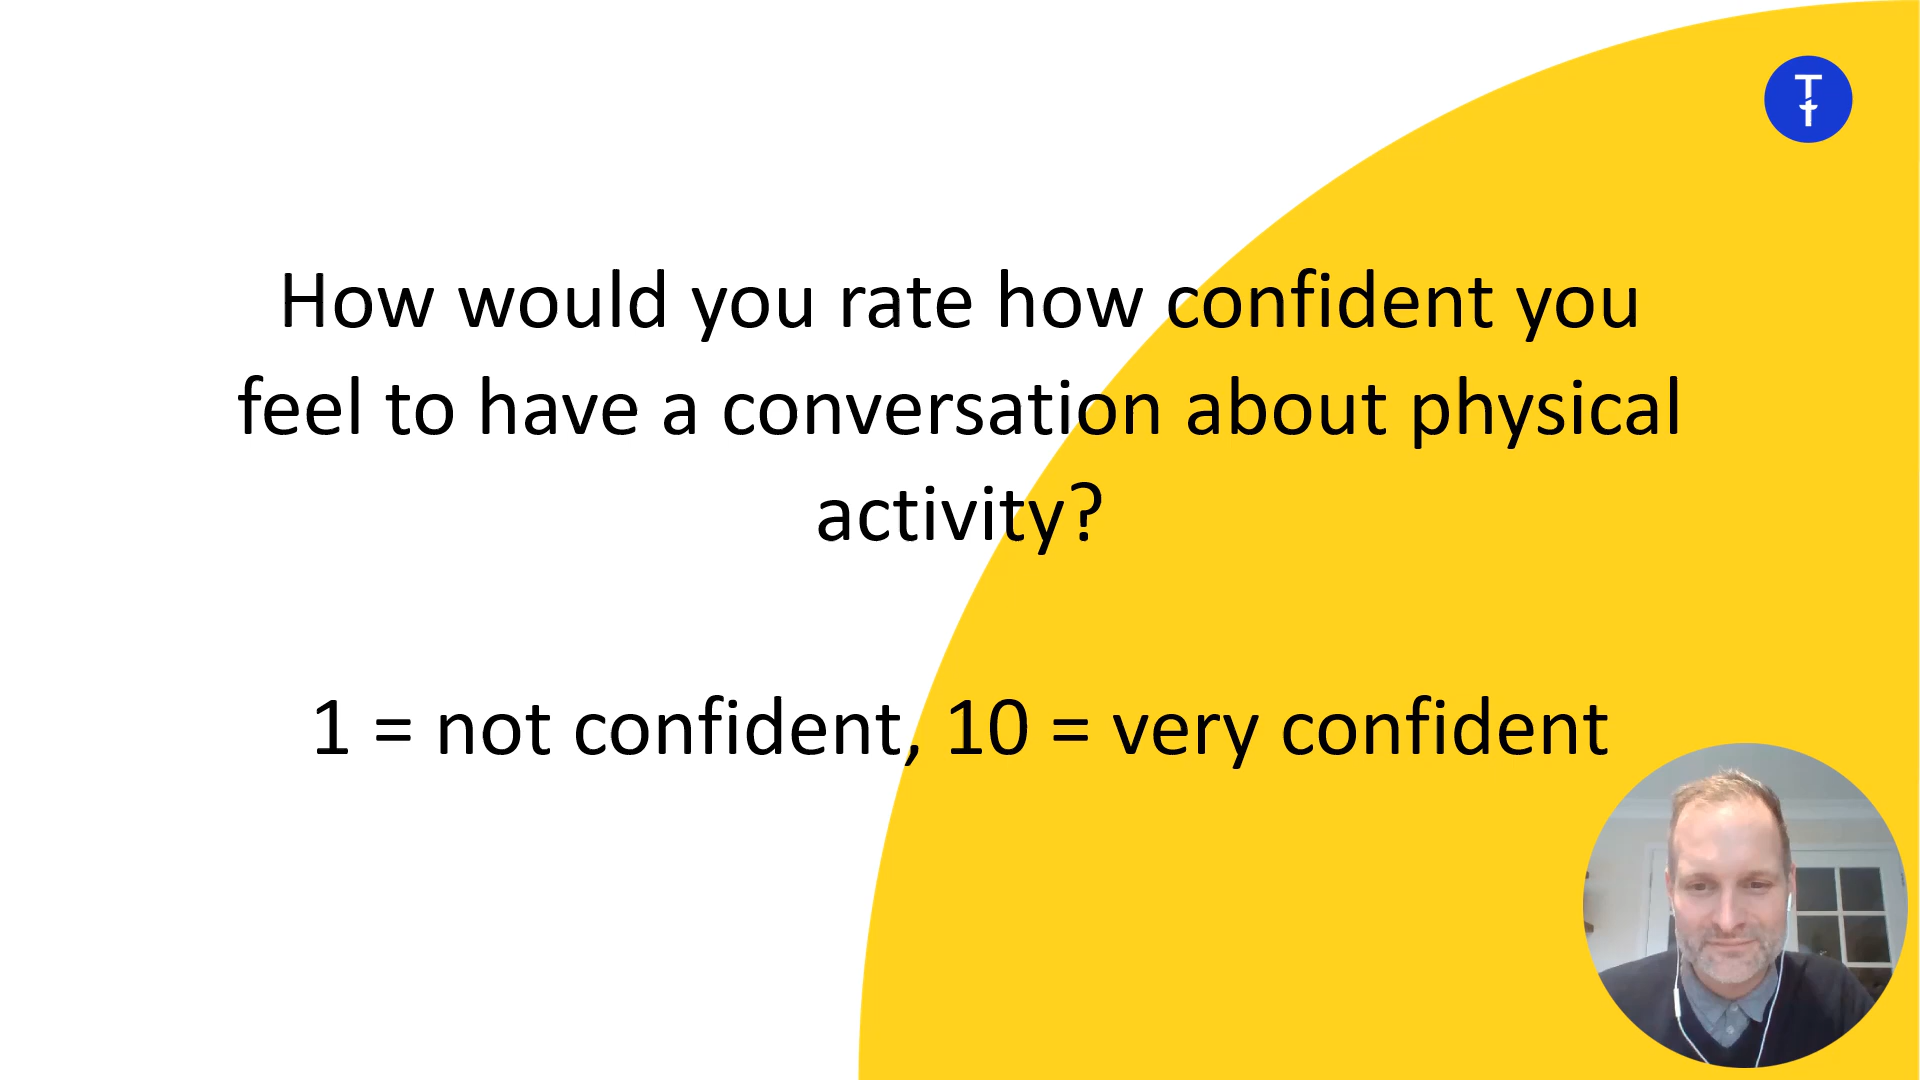 How would you rate how confident you
feel to have a conversation about physical
activity?
1 = not confident, 10 = very confident